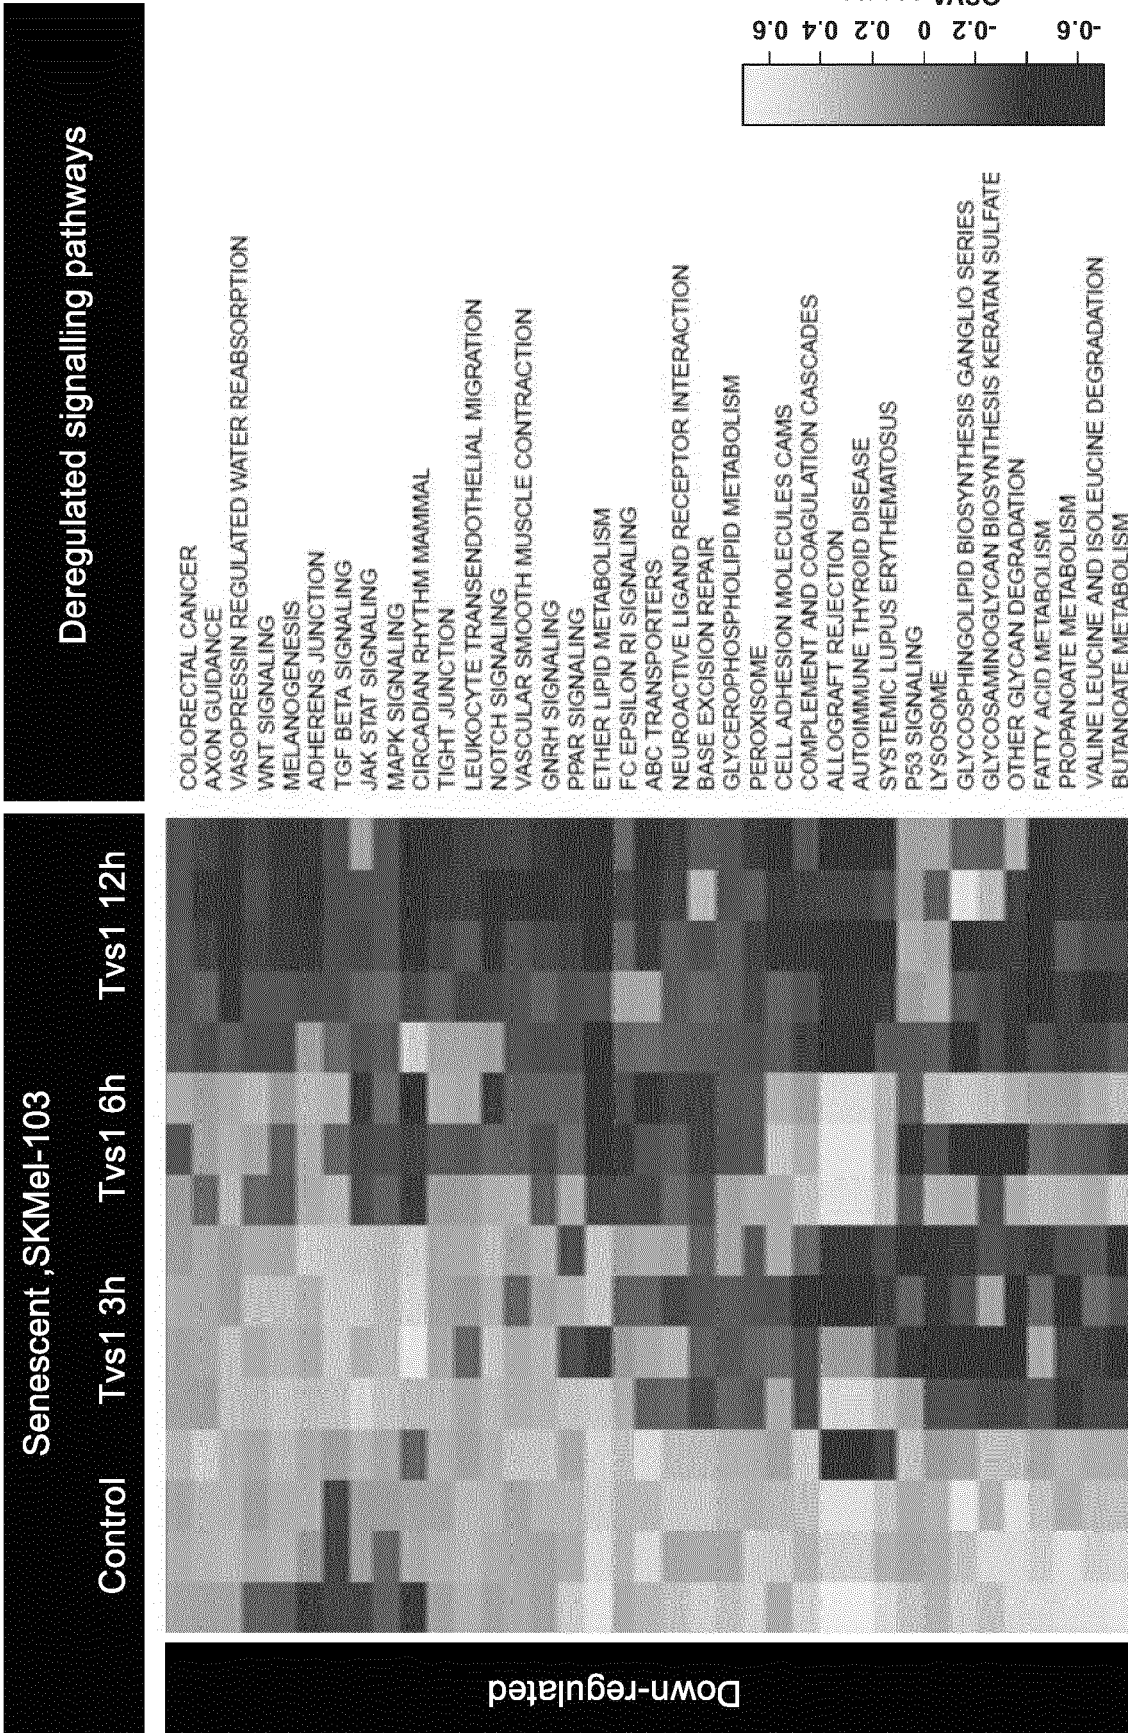 Senescent ,SKMel-103
Control Tvs1 3h Tvs1 6h Tvs1 12h
Deregulated signalling pathways
Down-regulated
COLORECTAL CANCER
AXON GUIDANCE
VASOPRESSIN REGULATED WATER REABSORPTION
WNT SIGNALING
MELANOGENESIS
ADHERENS JUNCTION
TGF BETA SIGNALING
JAK STAT SIGNALING
MAPK SIGNALING
CIRCADIAN RHYTHM MAMMAL
TIGHT JUNCTION
LEUKOCYTE TRANSENDOTHELIAL MIGRATION
NOTCH SIGNALING
VASCULAR SMOOTH MUSCLE CONTRACTION
GNRH SIGNALING
PPAR SIGNALING
ETHER LIPID METABOLISM
FC EPSILON RI SIGNALING
ABC TRANSPORTERS
NEUROACTIVE LIGAND RECEPTOR INTERACTION
BASE EXCISION REPAIR
GLYCEROPHOSPHOLIPID METABOLISM
PEROXISOME
CELL ADHESION MOLECULES CAMS
COMPLEMENT AND COAGULATION CASCADES
ALLOGRAFT REJECTION
AUTOIMMUNE THYROID DISEASE
SYSTEMIC LUPUS ERYTHEMATOSUS
P53 SIGNALING
LYSOSOME
GLYCOSPHINGOLIPID BIOSYNTHESIS GANGLIO SERIES
GLYCOSAMINOGLYCAN BIOSYNTHESIS KERATAN SULFATE
OTHER GLYCAN DEGRADATION
FATTY ACID METABOLISM
PROPANOATE METABOLISM
VALINE LEUCINE AND ISOLEUCINE DEGRADATION
BUTANOATE METABOLISM
-0.6 -0.2 0 0.2 0.4 0.6